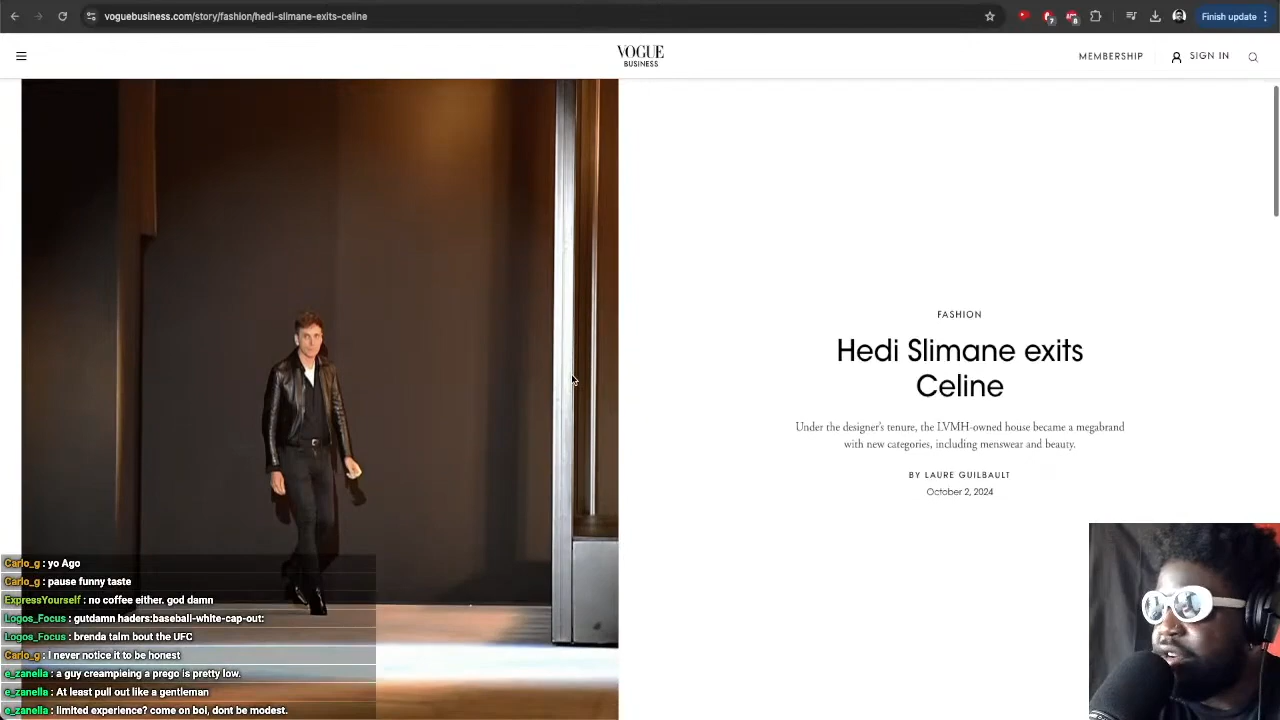 voguebusiness.com/story/fashion/hedi-slimane-exits-celine
Finish update
VOGUE
BUSINESS
MEMBERSHIP
SIGN IN
FASHION
Hedi Slimane exits
Celine
Under the designer's tenure, the LVMH-owned house became a megabrand
with new categories, including menswear and beauty.
BY LAURE GUILBAULT
October 2, 2024
Carlo_g : yo Ago
Carlo_g : pause funny taste
ExpressYourself : no coffee either. god damn
Logos_Focus : gutdamn haders:baseball-white-cap-out:
Logos_Focus : brenda talm bout the UFC
Carlo_g : I never notice it to be honest
e_zanella : a guy creampieing a prego is pretty low.
e_zanella : At least pull out like a gentleman
e_zanella : limited experience? come on boi, dont be modest.